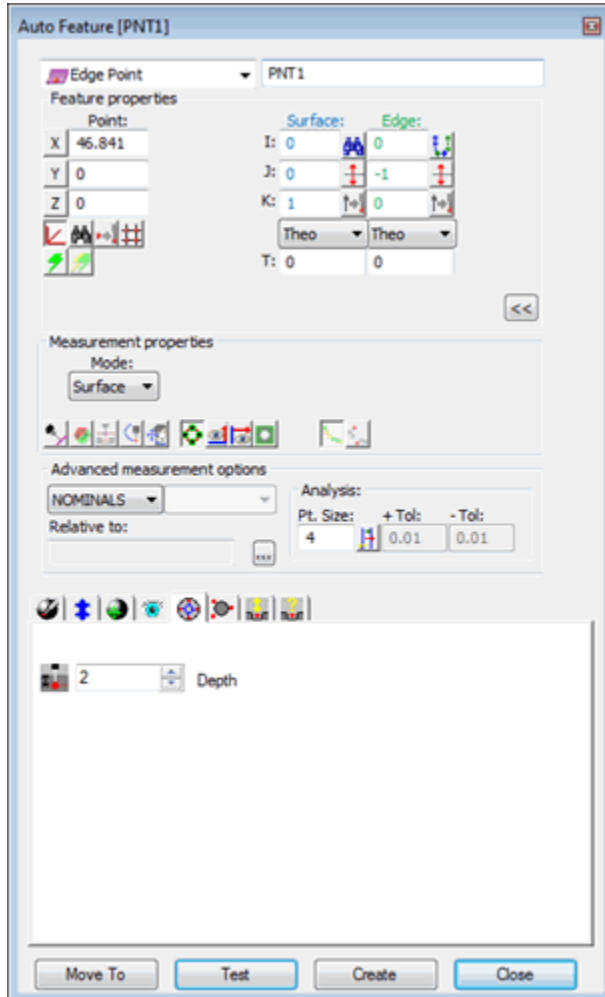 Auto Feature [PNT1]
Edge Point PNT1
Feature properties
Point: Surface: Edge:
X 46.841 I: 0 0
Y 0 J: 0 -1
Z 0 K: 1 0
Theo Theo
T: 0 0
<<
Measurement properties
Mode:
Surface
Advanced measurement options
NOMINALS Analysis:
Pt. Size: + Tol: - Tol:
Relative to: 4 0.01 0.01
...
2 Depth
Move To Test Create Close